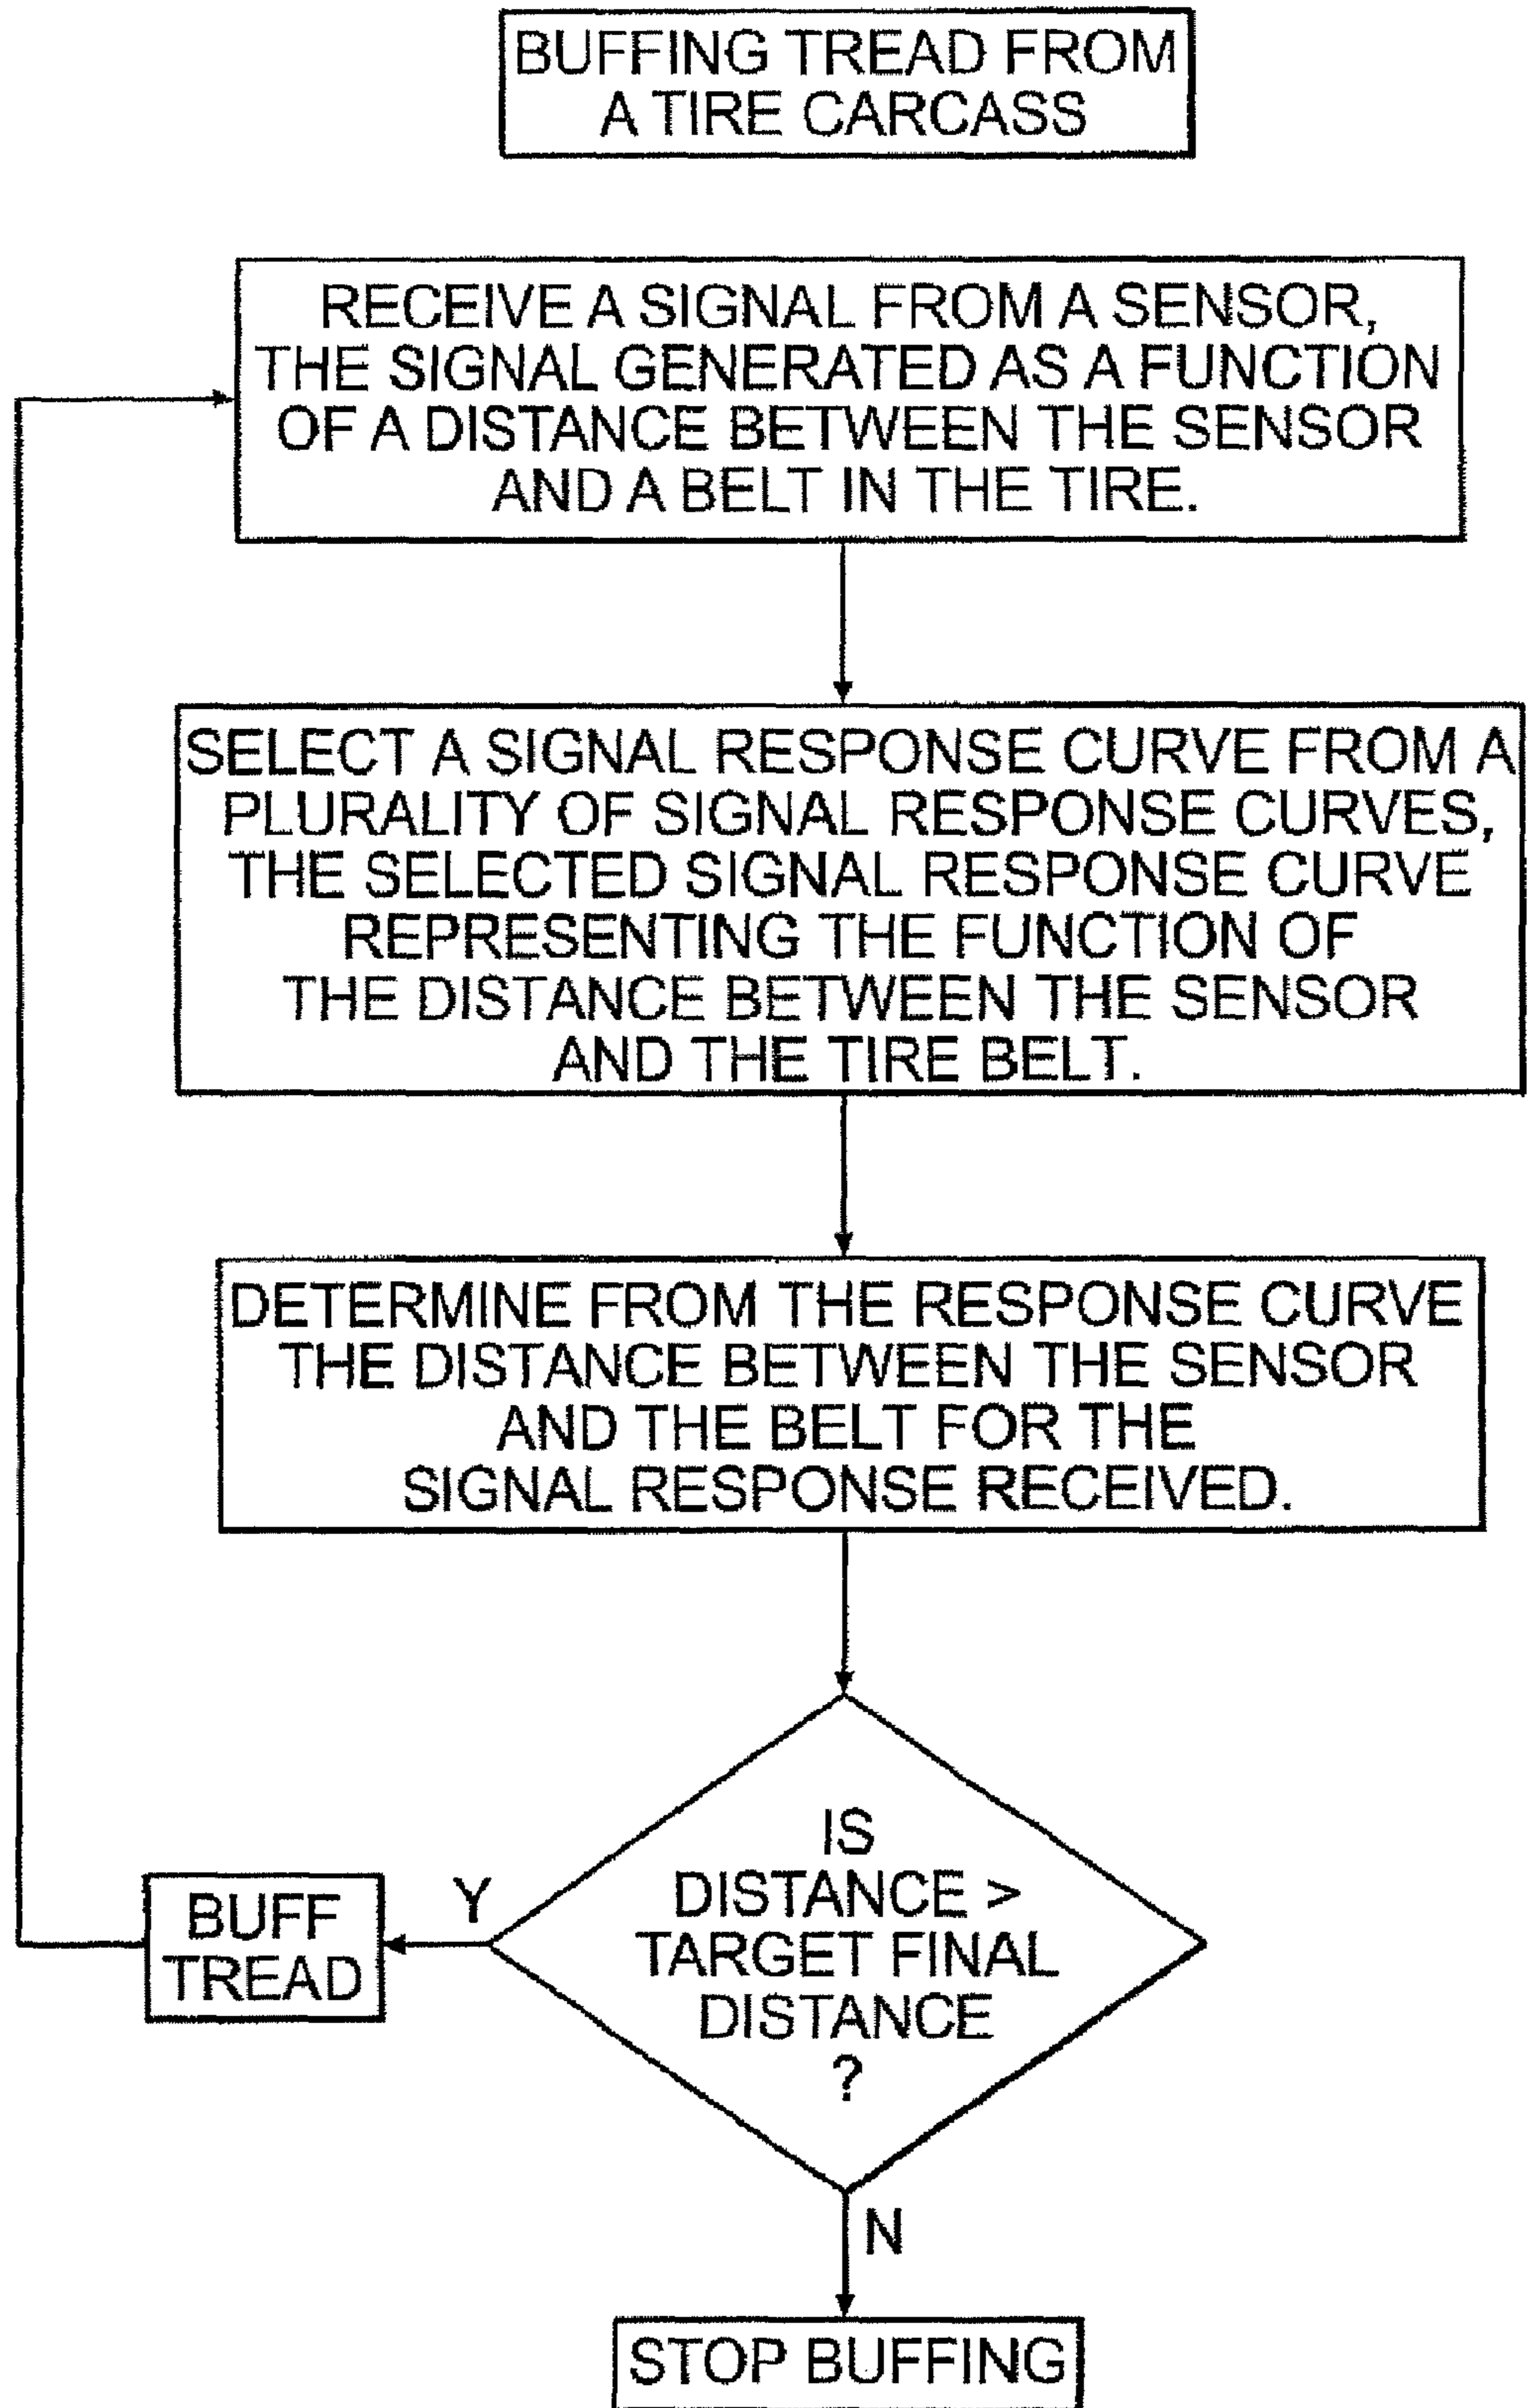 BUFFING TREAD FROM
A TIRE CARCASS
RECEIVE A SIGNAL FROM A SENSOR,
THE SIGNAL GENERATED AS A FUNCTION
OF A DISTANCE BETWEEN THE SENSOR
AND A BELT IN THE TIRE.
SELECT A SIGNAL RESPONSE CURVE FROM A
PLURALITY OF SIGNAL RESPONSE CURVES,
THE SELECTED SIGNAL RESPONSE CURVE
REPRESENTING THE FUNCTION OF
THE DISTANCE BETWEEN THE SENSOR
AND THE TIRE BELT.
DETERMINE FROM THE RESPONSE CURVE
THE DISTANCE BETWEEN THE SENSOR
AND THE BELT FOR THE
SIGNAL RESPONSE RECEIVED.
IS
DISTANCE >
TARGET FINAL
DISTANCE
?
Y
BUFF
TREAD
N
STOP BUFFING